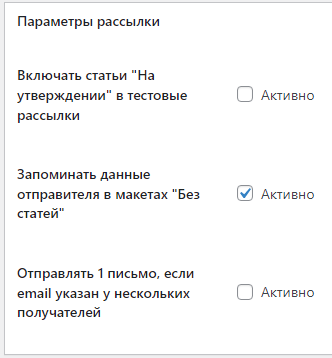 Параметры рассылки
Включать статьи "На
утверждении" в тестовые
рассылки
Активно
Запоминать данные
отправителя в макетах "Без
статей"
Активно
Отправлять 1 письмо, если
email указан у нескольких
получателей
Активно